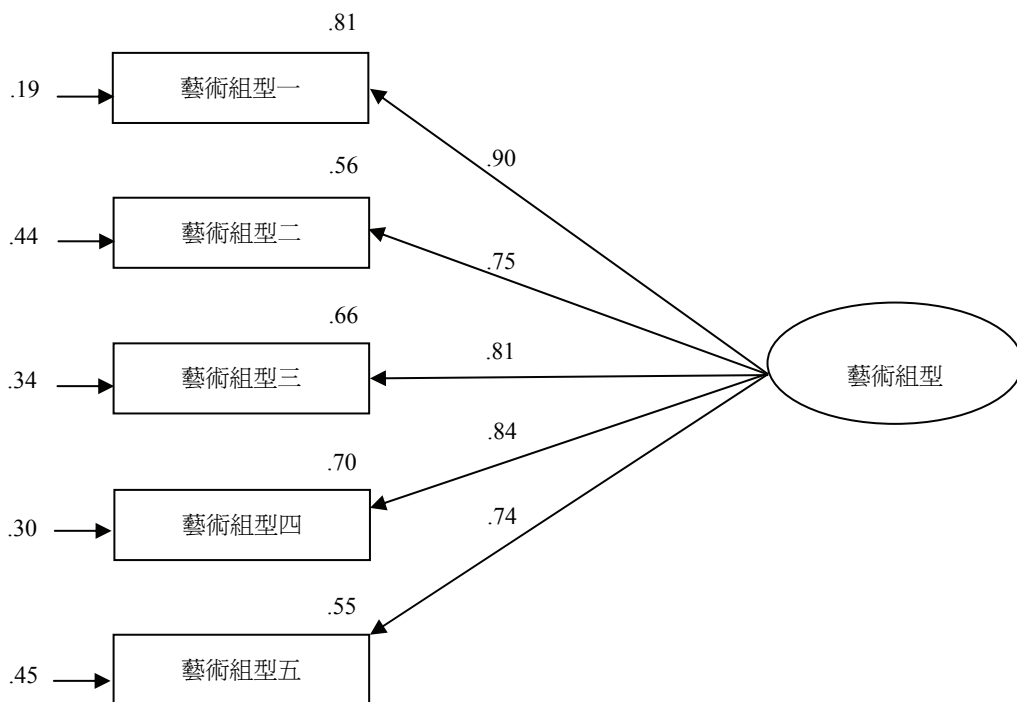 .81
.19
藝術組型一
.90
.56
.44
藝術組型二
.75
.66
.34
藝術組型三
.81
藝術組型
.84
.70
.30
藝術組型四
.74
.55
.45
藝術組型五